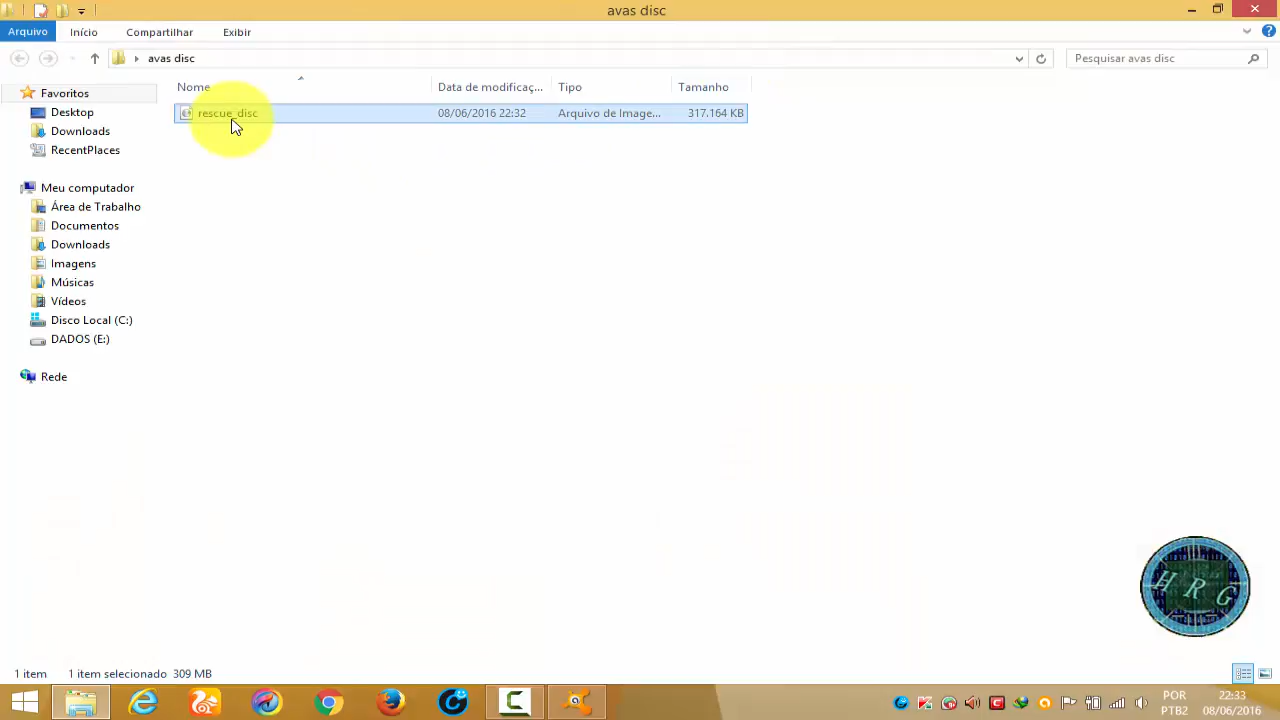 avas disc
Arquivo
Início
Compartilhar
Exibir
avas disc
Pesquisar avas disc
Favoritos
Desktop
Downloads
RecentPlaces
Meu computador
Área de Trabalho
Documentos
Downloads
Imagens
Músicas
Vídeos
Disco Local (C:)
DADOS (E:)
Rede
Nome
Data de modificaç...
Tipo
Tamanho
rescue_disc
08/06/2016 22:32
Arquivo de Image...
317.164 KB
H R G
1 item
1 item selecionado 309 MB
POR
PTB2
22:33
08/06/2016